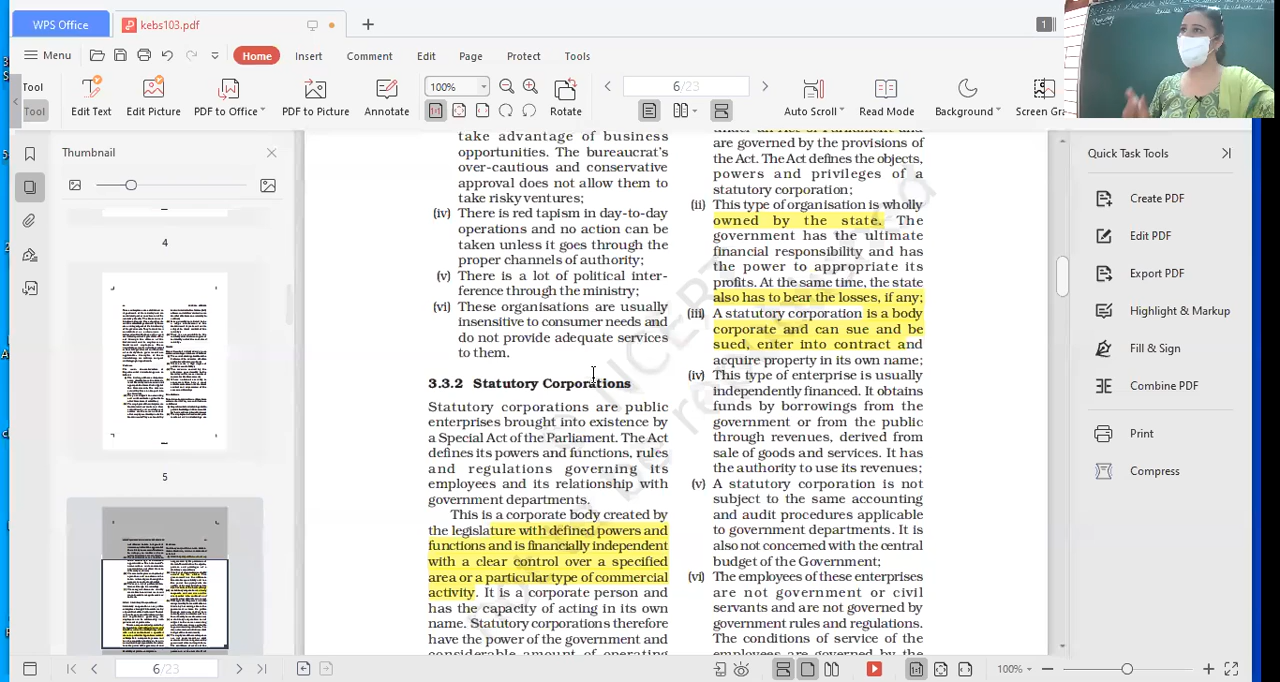 WPS Office
kebs103.pdf
1
Menu
Home
Insert
Comment
Edit
Page
Protect
Tools
Tool
Tool
Edit Text
Edit Picture
PDF to Office
PDF to Picture
Annotate
100%
Rotate
6/23
Auto Scroll
Read Mode
Background
Screen Gra
Thumbnail
4
5
take advantage of business
opportunities. The bureaucrat's
over-cautious and conservative
approval does not allow them to
take risky ventures;
(iv) There is red tapism in day-to-day
operations and no action can be
taken unless it goes through the
proper channels of authority;
(v) There is a lot of political inter-
ference through the ministry;
(vi) These organisations are usually
insensitive to consumer needs and
do not provide adequate services
to them.
3.3.2 Statutory Corporations
Statutory corporations are public
enterprises brought into existence by
a Special Act of the Parliament. The Act
defines its powers and functions, rules
and regulations governing its
employees and its relationship with
government departments.
This is a corporate body created by
the legislature with defined powers and
functions and is financially independent
with a clear control over a specified
area or a particular type of commercial
activity. It is a corporate person and
has the capacity of acting in its own
name. Statutory corporations therefore
have the power of the government and
considerable amount of operating
under an Act of Parliament and
are governed by the provisions of
the Act. The Act defines the objects,
powers and privileges of a
statutory corporation;
(ii) This type of organisation is wholly
owned by the state. The
government has the ultimate
financial responsibility and has
the power to appropriate its
profits. At the same time, the state
also has to bear the losses, if any;
(iii) A statutory corporation is a body
corporate and can sue and be
sued, enter into contract and
acquire property in its own name;
(iv) This type of enterprise is usually
independently financed. It obtains
funds by borrowings from the
government or from the public
through revenues, derived from
sale of goods and services. It has
the authority to use its revenues;
(v) A statutory corporation is not
subject to the same accounting
and audit procedures applicable
to government departments. It is
also not concerned with the central
budget of the Government;
(vi) The employees of these enterprises
are not government or civil
servants and are not governed by
government rules and regulations.
The conditions of service of the
employees are governed by the
Quick Task Tools
Create PDF
Edit PDF
Export PDF
Highlight & Mark
Fill & Sign
Combine PDF
Print
Compress
6/23
100%